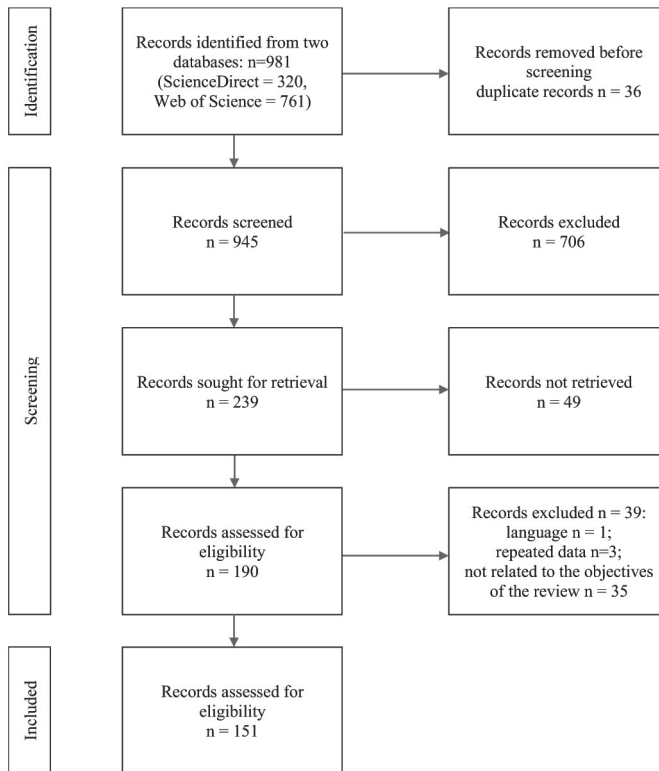 Identification
Records identified from two
databases: n=981
(ScienceDirect = 320,
Web of Science = 761)
Records removed before
screening
duplicate records n = 36
Screening
Records screened
n = 945
Records excluded
n = 706
Records sought for retrieval
n = 239
Records not retrieved
n = 49
Records assessed for
eligibility
n = 190
Records excluded n = 39:
language n = 1;
repeated data n=3;
not related to the objectives
of the review n = 35
Included
Records assessed for
eligibility
n = 151